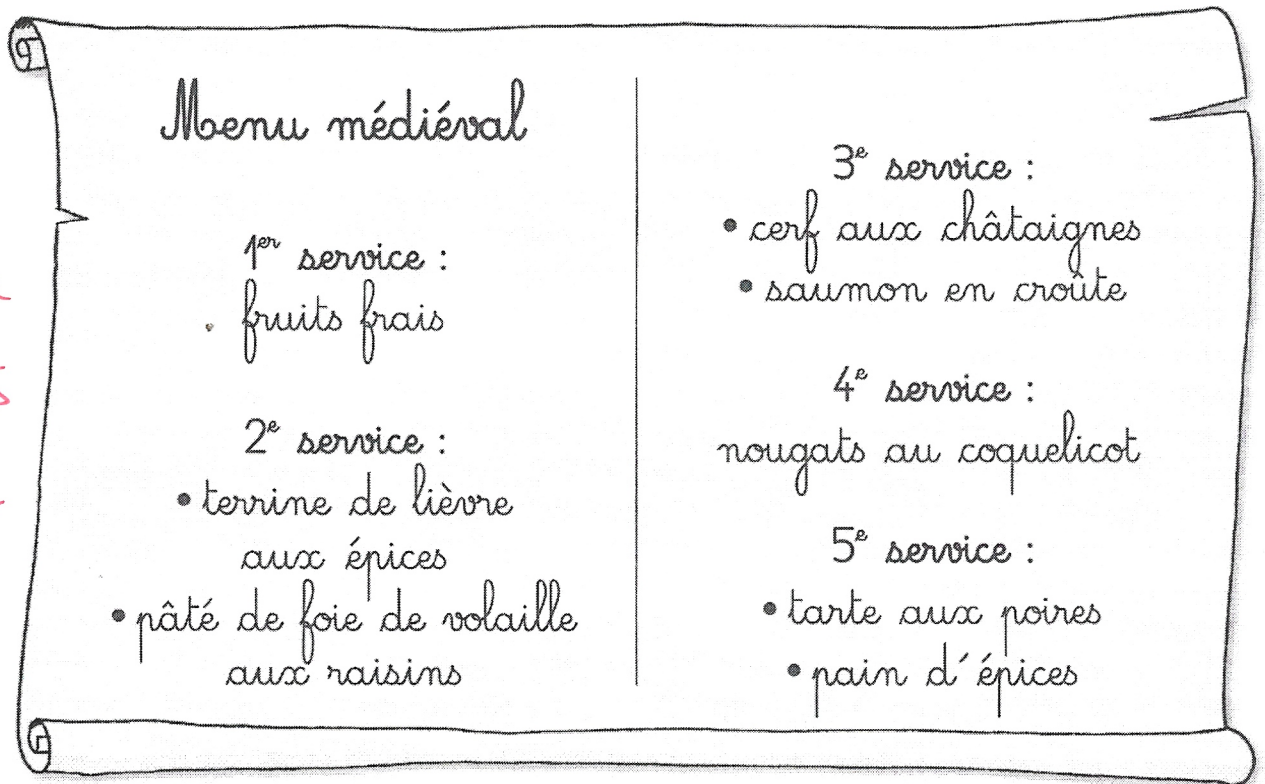 Menu médiéval
1er service :
. fruits frais
2e service :
• terrine de lièvre
aux épices
• pâté de foie de volaille
aux raisins
3e service :
• cerf aux châtaignes
• saumon en croûte
4e service :
nougats au coquelicot
5e service :
• tarte aux poires
• pain d'épices